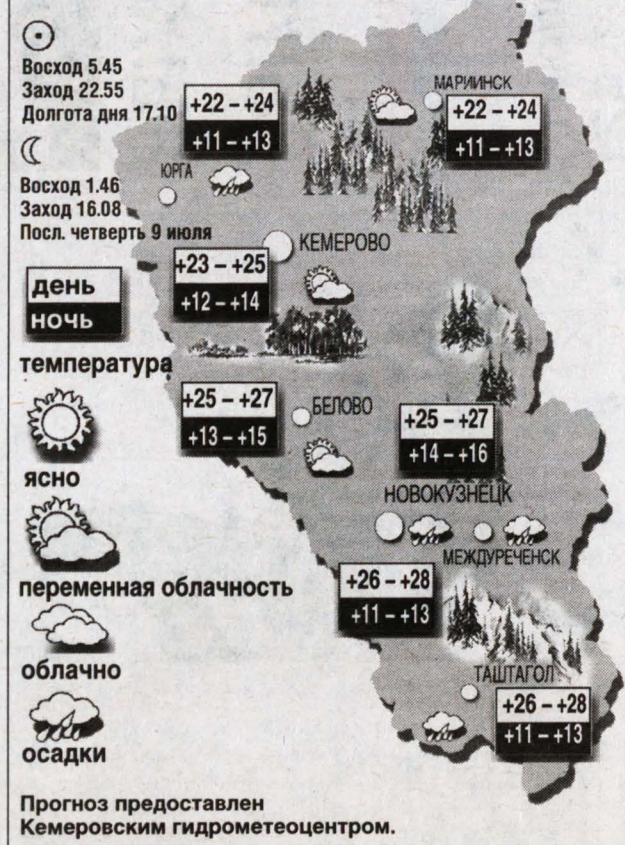 Восход 5.45
Заход 22.55
Долгота дня 17.10
Восход 1.46
Заход 16.08
Посл. четверть 9 июля
день
ночь
температура
ясно
переменная облачность
облачно
осадки
+22 – +24
+11 – +13
ЮРГА
МАРИИНСК
+22 – +24
+11 – +13
КЕМЕРОВО
+23 – +25
+12 – +14
+25 – +27
+13 – +15
БЕЛОВО
+25 – +27
+14 – +16
НОВОКУЗНЕЦК
МЕЖДУРЕЧЕНСК
+26 – +28
+11 – +13
ТАШТАГОЛ
+26 – +28
+11 – +13
Прогноз предоставлен
Кемеровским гидрометеоцентром.